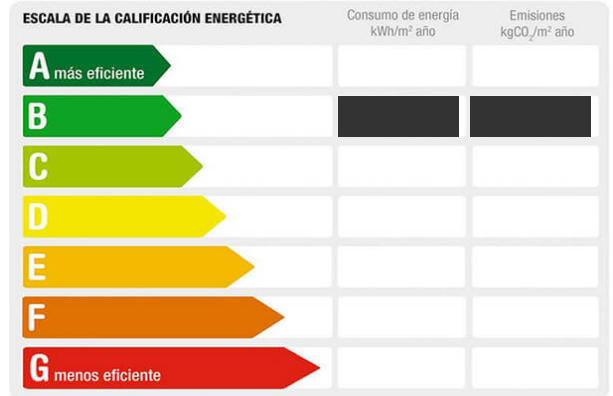 ESCALA DE LA CALIFICACIÓN ENERGÉTICA
Consumo de energía
kWh/m² año
Emisiones
kgCO₂/m² año
A más eficiente
B
C
D
E
F
G menos eficiente